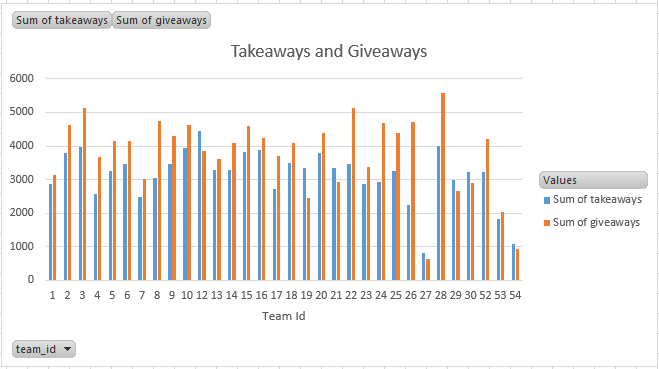 Sum of takeaways Sum of giveaways
Takeaways and Giveaways
6000
5000
4000
3000
2000
1000
0
1 2 3 4 5 6 7 8 9 10 12 13 14 15 16 17 18 19 20 21 22 23 24 25 26 27 28 29 30 52 53 54
Team Id
Values
Sum of takeaways
Sum of giveaways
team_id